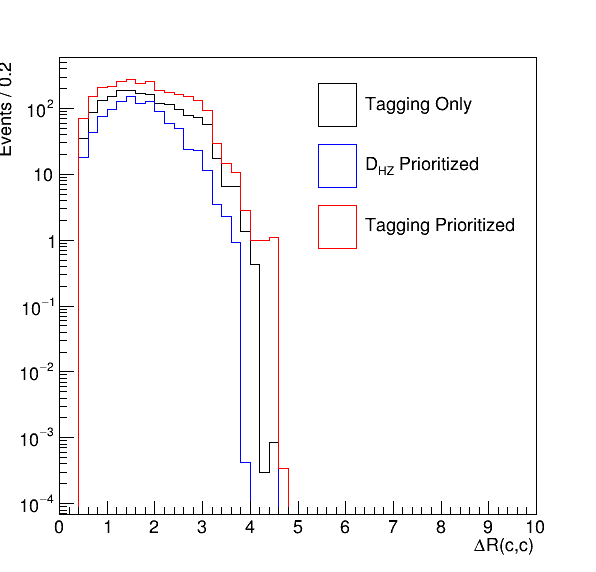 Events / 0.2
10²
10
1
10⁻¹
10⁻²
10⁻³
10⁻⁴
0 1 2 3 4 5 6 7 8 9 10
ΔR(c,c)
Tagging Only
D_HZ Prioritized
Tagging Prioritized